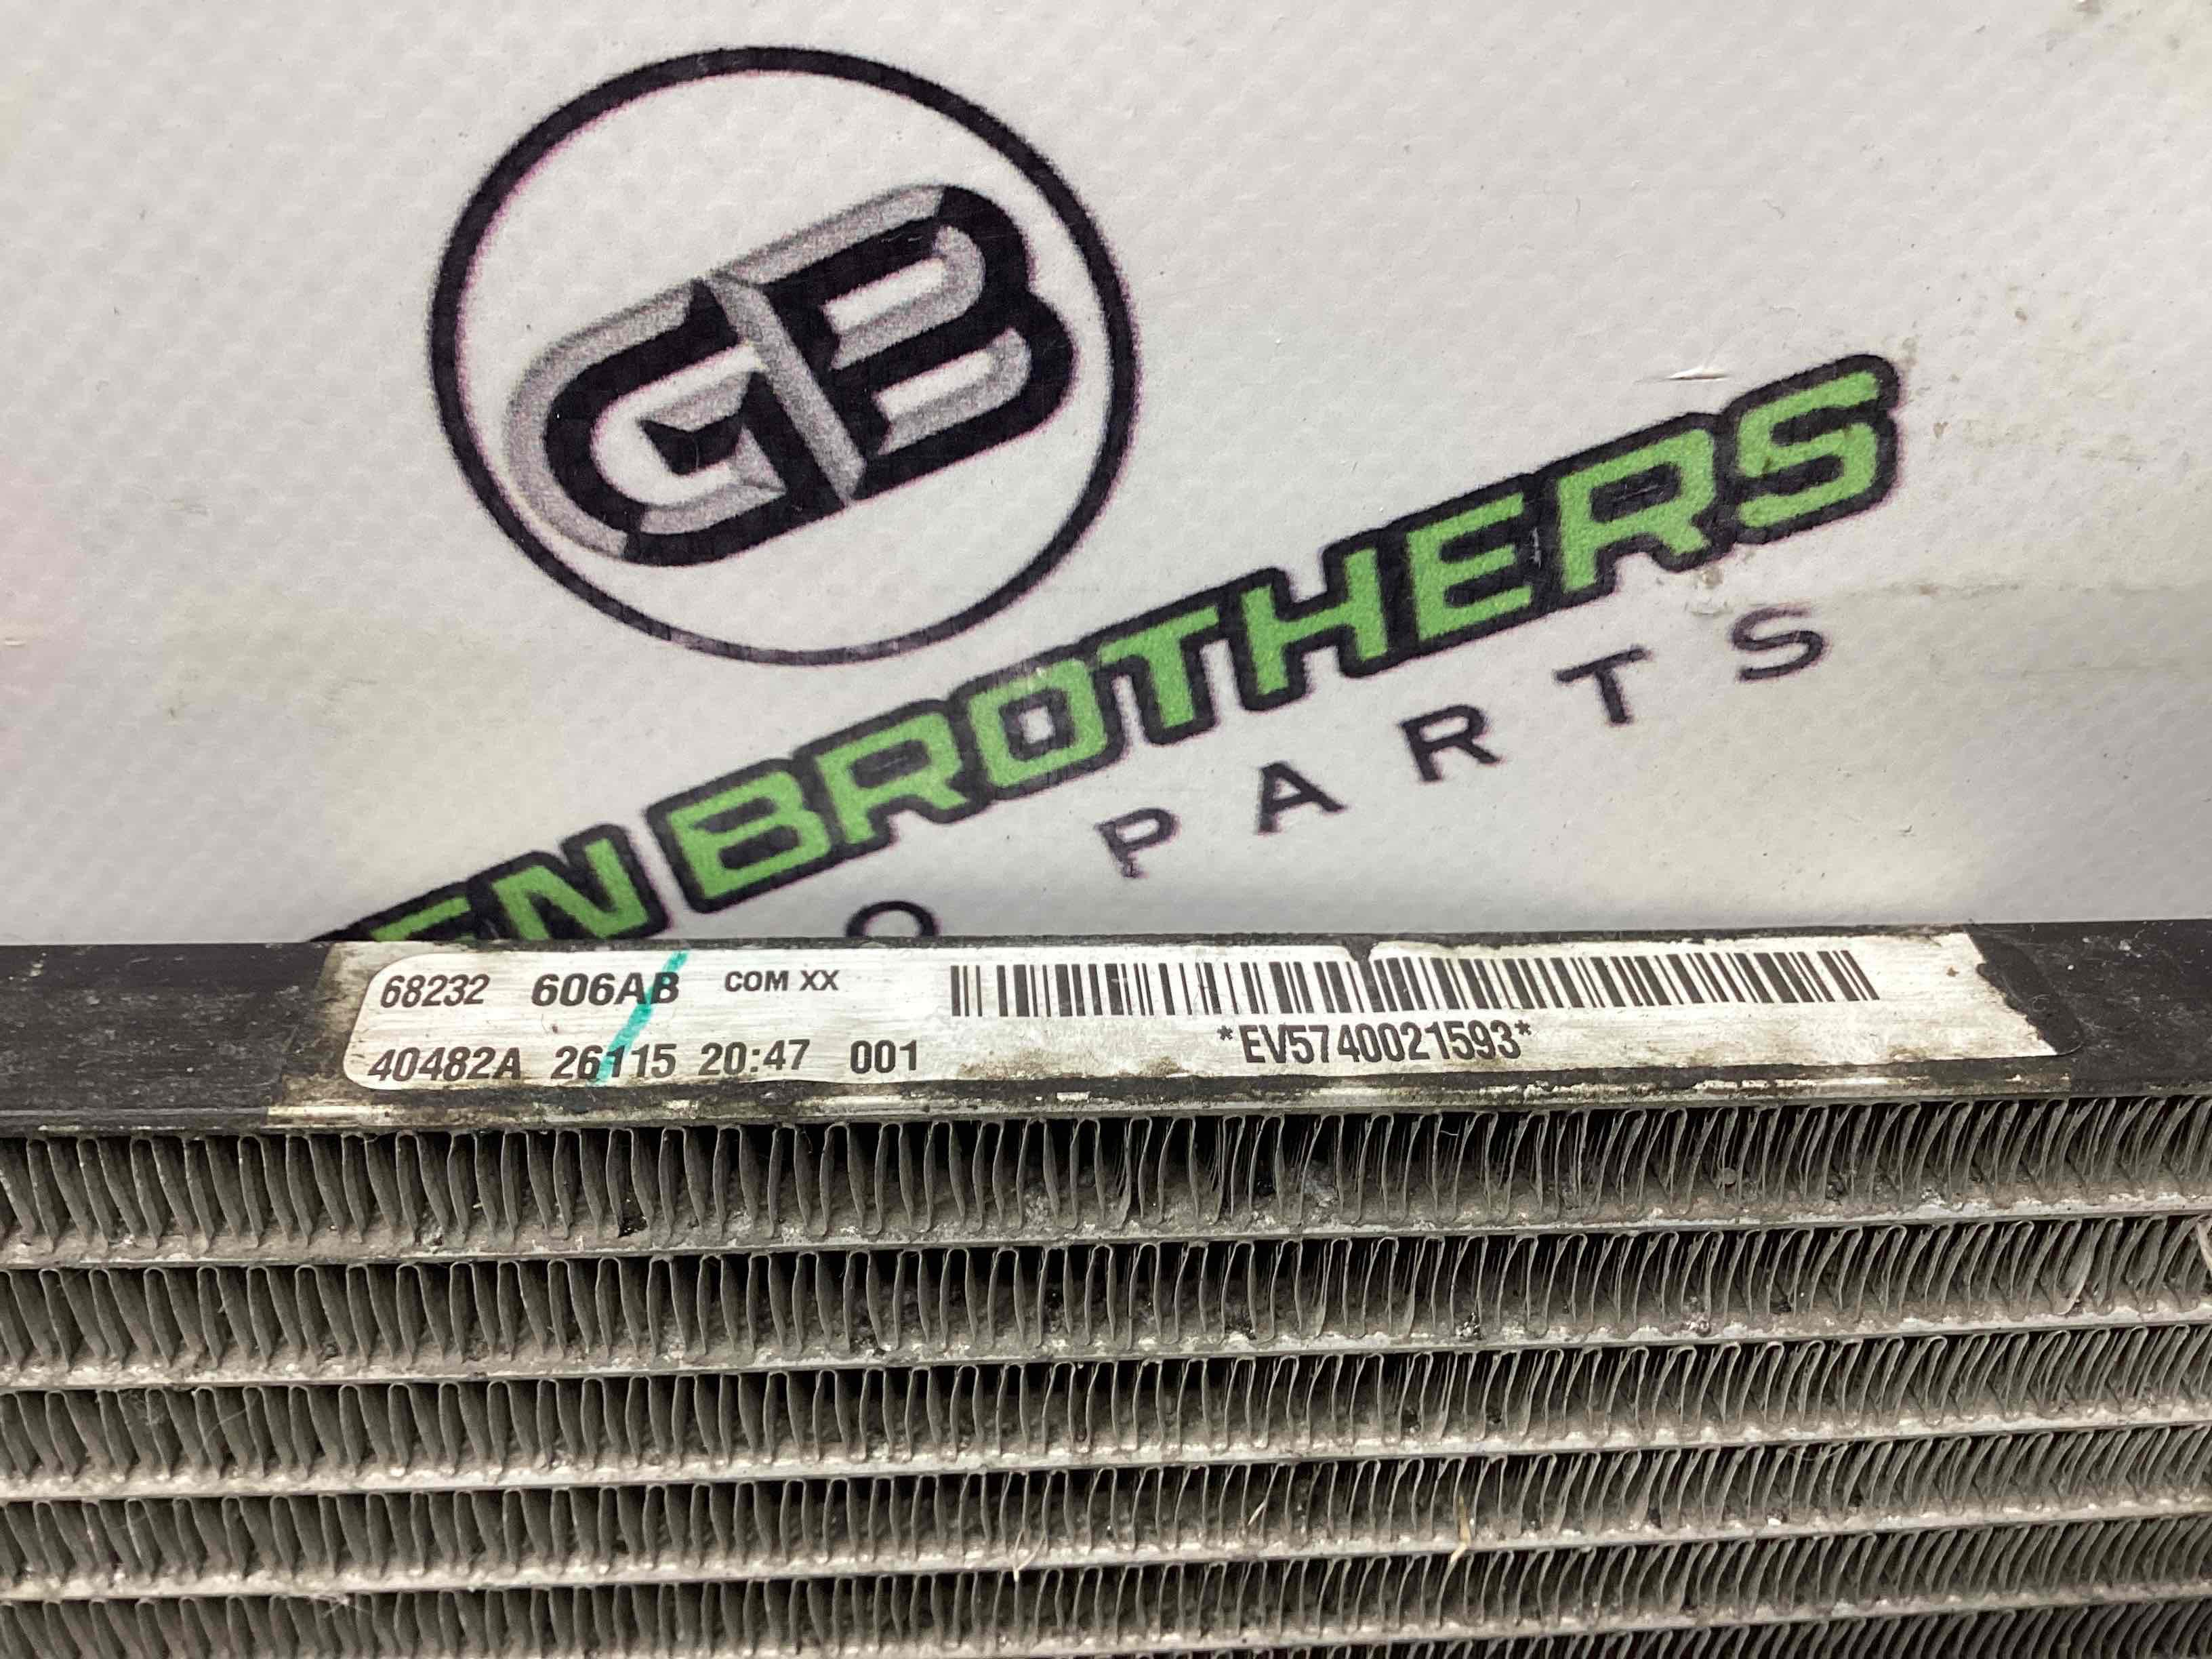 GB
EN BROTHERS
O PARTS
68232 606AB COM XX
40482A 26115 20:47 001
*EV5740021593*